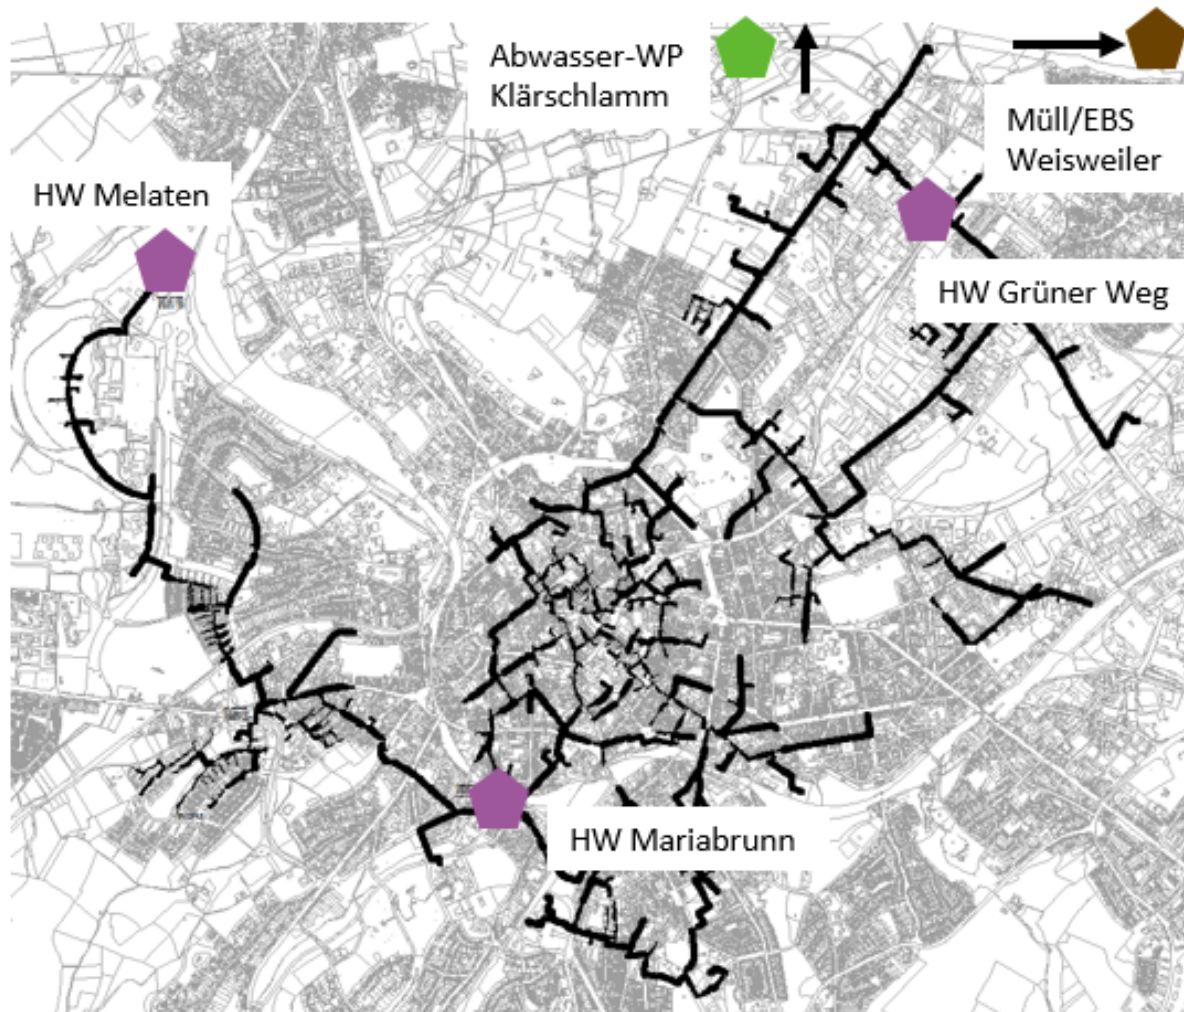 Abwasser-WP
Klärschlamm
Müll/EBS
Weisweiler
HW Melaten
HW Grüner Weg
HW Mariabrunn